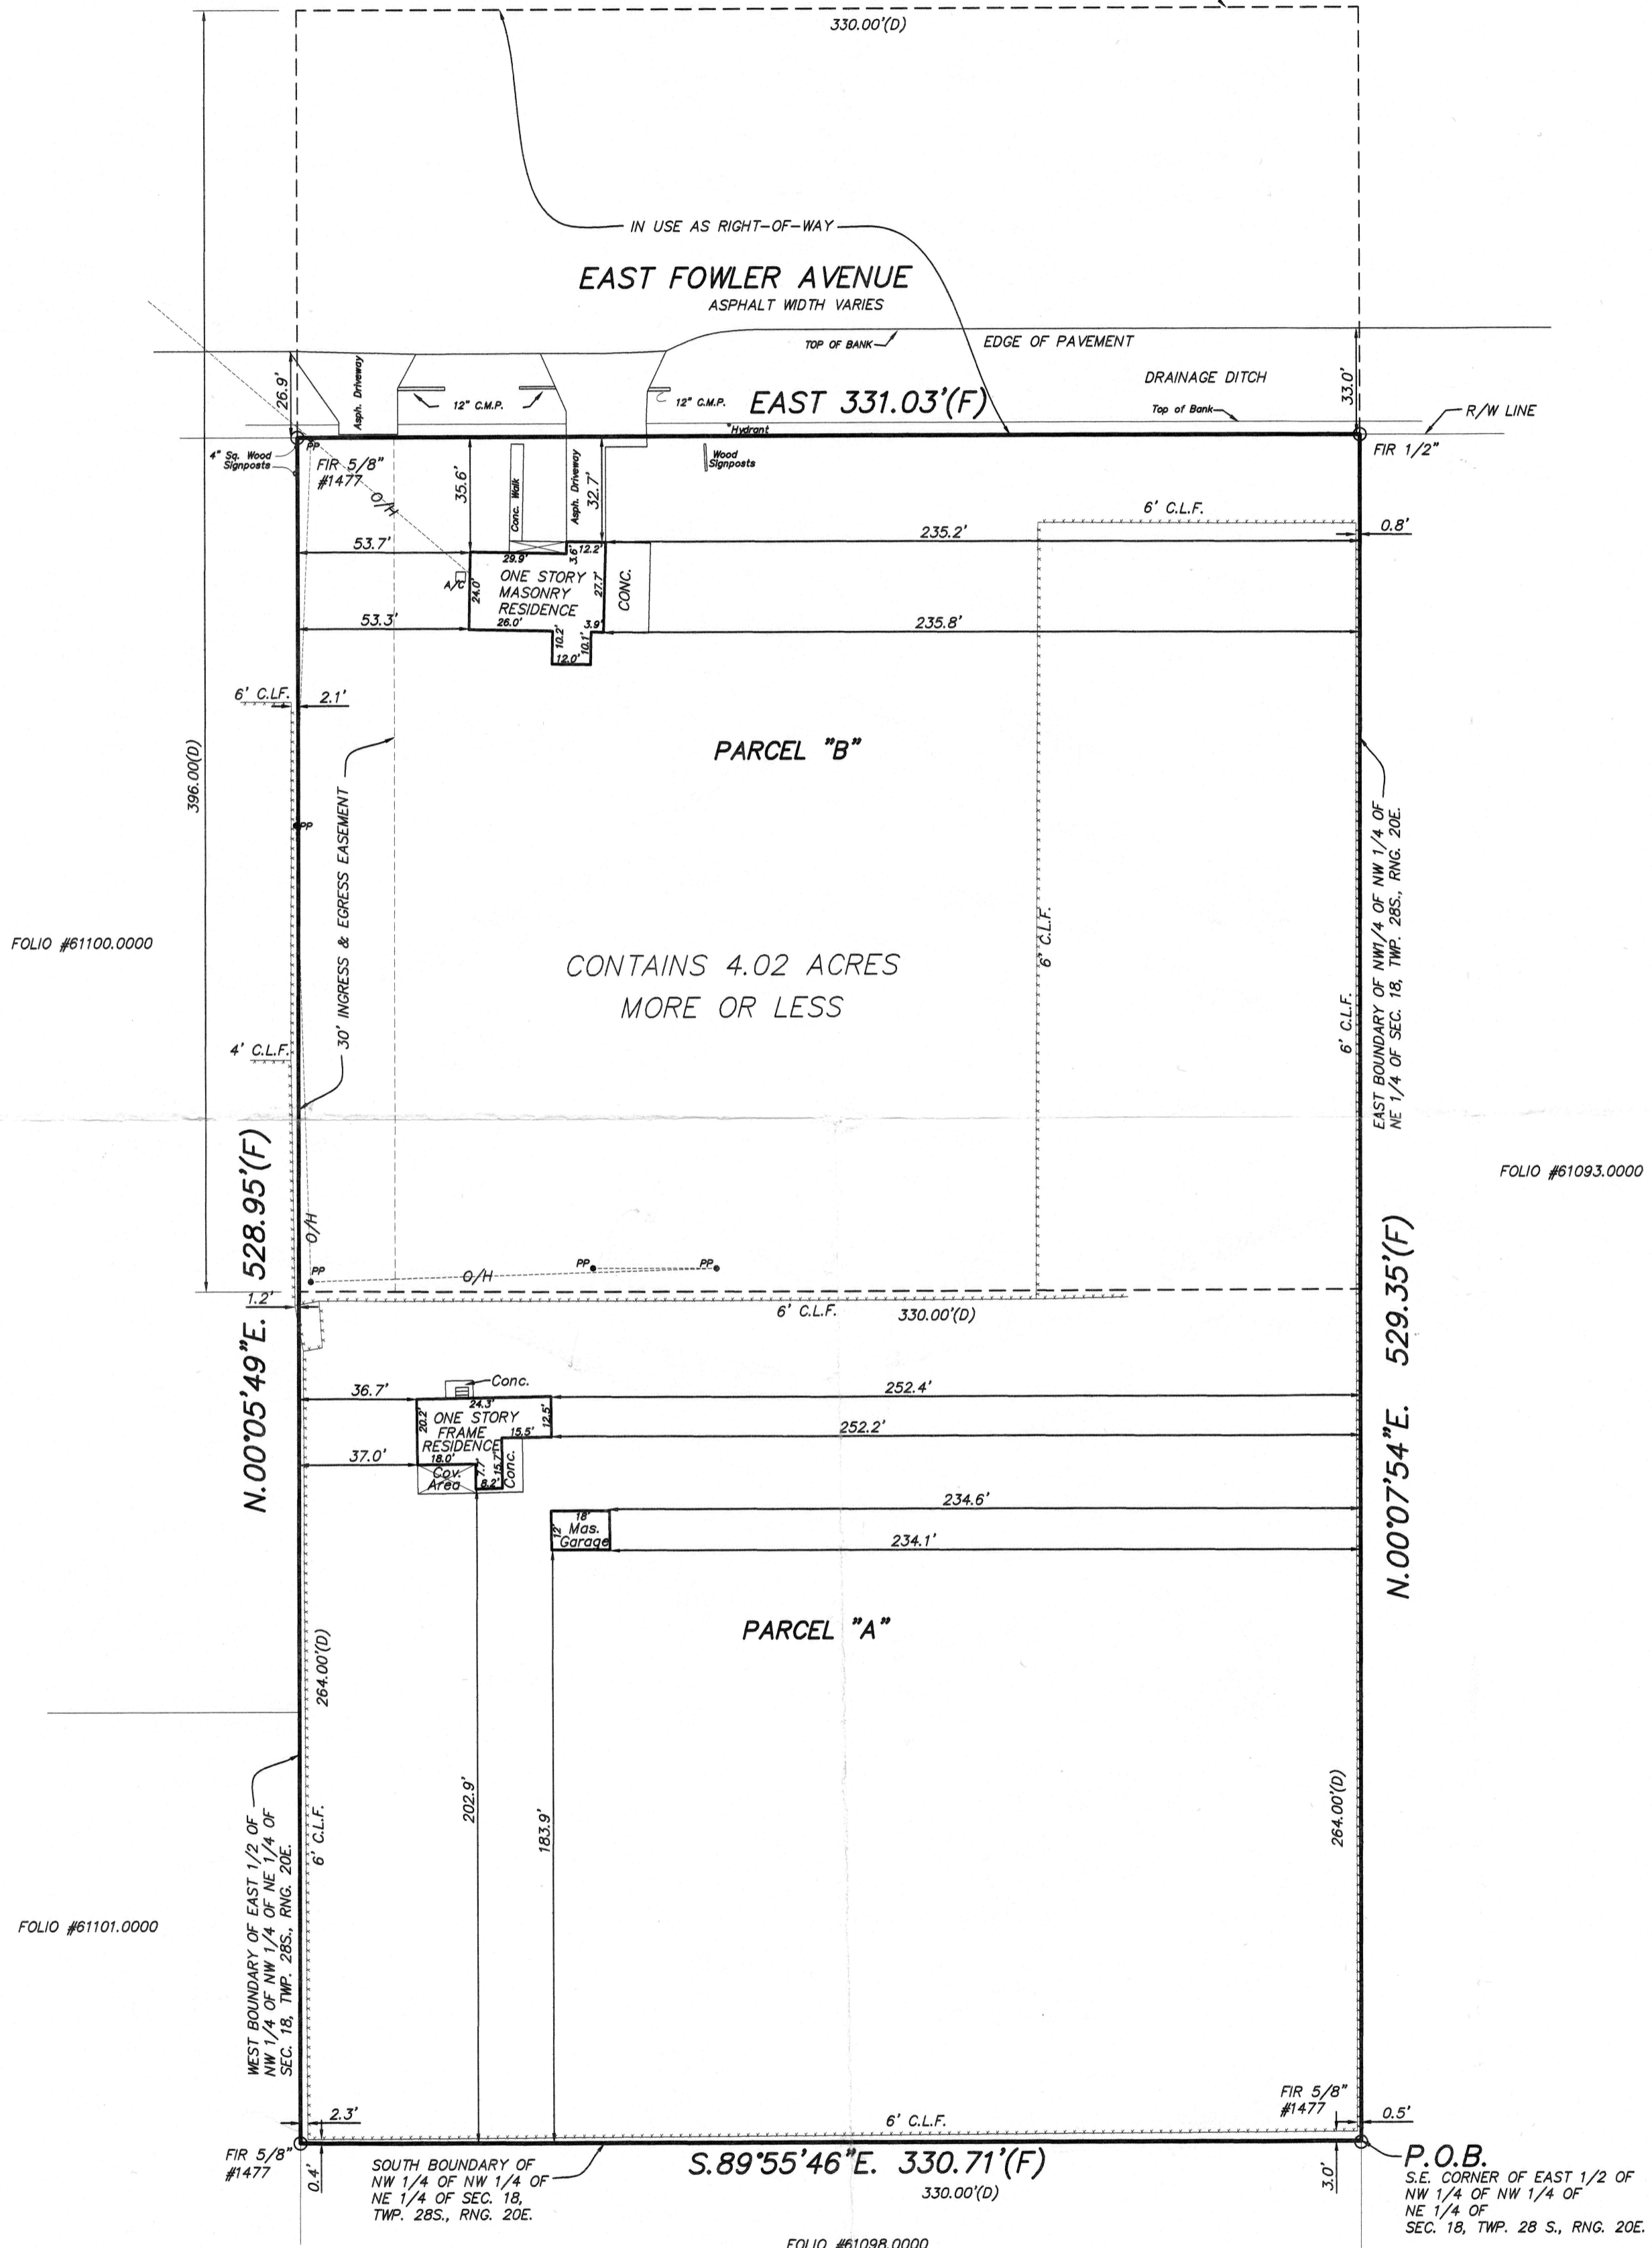 330.00'(D)
IN USE AS RIGHT-OF-WAY
EAST FOWLER AVENUE
ASPHALT WIDTH VARIES
TOP OF BANK
EDGE OF PAVEMENT
DRAINAGE DITCH
26.9'
Asph. Driveway
12" C.M.P.
12" C.M.P.
EAST 331.03'(F)
Top of Bank
33.0'
R/W LINE
Hydrant
4" Sq. Wood
Signposts
PP
FIR 5/8"
#1477
O/H
35.6'
Conc. Walk
Asph. Driveway
32.7'
Wood
Signposts
FIR 1/2"
6' C.L.F.
0.8'
53.7'
235.2'
29.9'
3.6'
12.2'
A/C
24.0'
ONE STORY
MASONRY
RESIDENCE
27.7'
CONC.
53.3'
26.0'
3.9'
235.8'
10.2'
10.1'
12.0'
6' C.LF.
2.1'
396.00(D)
PARCEL "B"
PP
30' INGRESS & EGRESS EASEMENT
EAST BOUNDARY OF NW1/4 OF NW 1/4 OF
NE 1/4 OF SEC. 18, TWP. 28S., RNG. 20E.
FOLIO #61100.0000
6' C.L.F.
CONTAINS 4.02 ACRES
MORE OR LESS
6' C.L.F.
4' C.L.F.
FOLIO #61093.0000
N.00°05'49"E. 528.95'(F)
O/H
PP
O/H
PP
PP
N.00°07'54"E. 529.35'(F)
1.2'
6' C.L.F.
330.00'(D)
Conc.
36.7'
252.4'
24.3'
20.2'
ONE STORY
FRAME
RESIDENCE
12.5'
15.5'
252.2'
37.0'
18.0'
Cov.
Area
7.7'
15.7'
8.2'
Conc.
234.6'
18'
12'
Mas.
Garage
234.1'
PARCEL "A"
264.00'(D)
202.9'
183.9'
264.00'(D)
6' C.L.F.
WEST BOUNDARY OF EAST 1/2 OF
NW 1/4 OF NW 1/4 OF NE 1/4 OF
SEC. 18, TWP. 28S., RNG. 20E.
FOLIO #61101.0000
FIR 5/8"
#1477
0.5'
2.3'
6' C.L.F.
FIR 5/8"
#1477
0.4'
SOUTH BOUNDARY OF
NW 1/4 OF NW 1/4 OF
NE 1/4 OF SEC. 18,
TWP. 28S., RNG. 20E.
S.89°55'46"E. 330.71'(F)
330.00'(D)
3.0'
P.O.B.
S.E. CORNER OF EAST 1/2 OF
NW 1/4 OF NW 1/4 OF
NE 1/4 OF
SEC. 18, TWP. 28 S., RNG. 20E.
FOLIO #61098.0000